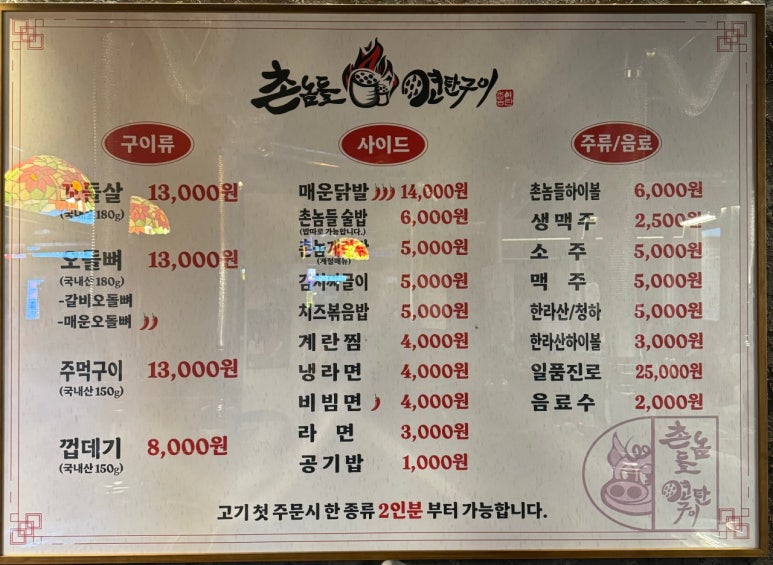 촌놈들 연탄구이
구이류
꼬들살 13,000원
(국내산 180g)
오돌뼈 13,000원
(국내산 180g)
-갈비오돌뼈
-매운오돌뼈
주먹구이 13,000원
(국내산 150g)
껍데기 8,000원
(국내산 150g)
사이드
매운닭발 14,000원
촌놈들 술밥 6,000원
(밥따로 가능합니다.)
5,000원
(계절메뉴)
5,000원
치즈볶음밥 5,000원
계란찜 4,000원
냉라면 4,000원
비빔면 4,000원
라면 3,000원
공기밥 1,000원
주류/음료
촌놈들하이볼 6,000원
생맥주 2,500원
소주 5,000원
맥주 5,000원
한라산/청하 5,000원
한라산하이볼 3,000원
일품진로 25,000원
음료수 2,000원
고기 첫 주문시 한 종류 2인분 부터 가능합니다.
촌놈들
연탄구이